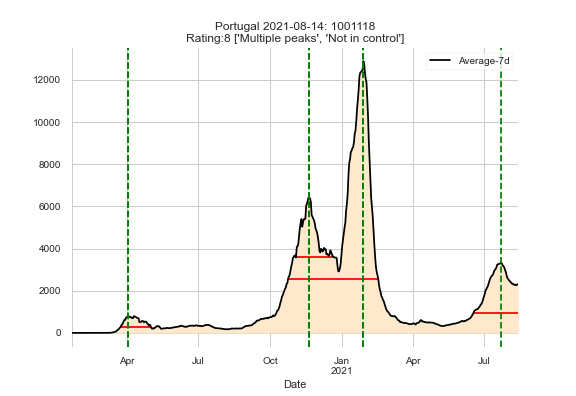 Portugal 2021-08-14: 1001118
Rating:8 ['Multiple peaks', 'Not in control']
Average-7d
12000
10000
8000
6000
4000
2000
0
Apr
Jul
Oct
Jan
2021
Apr
Jul
Date